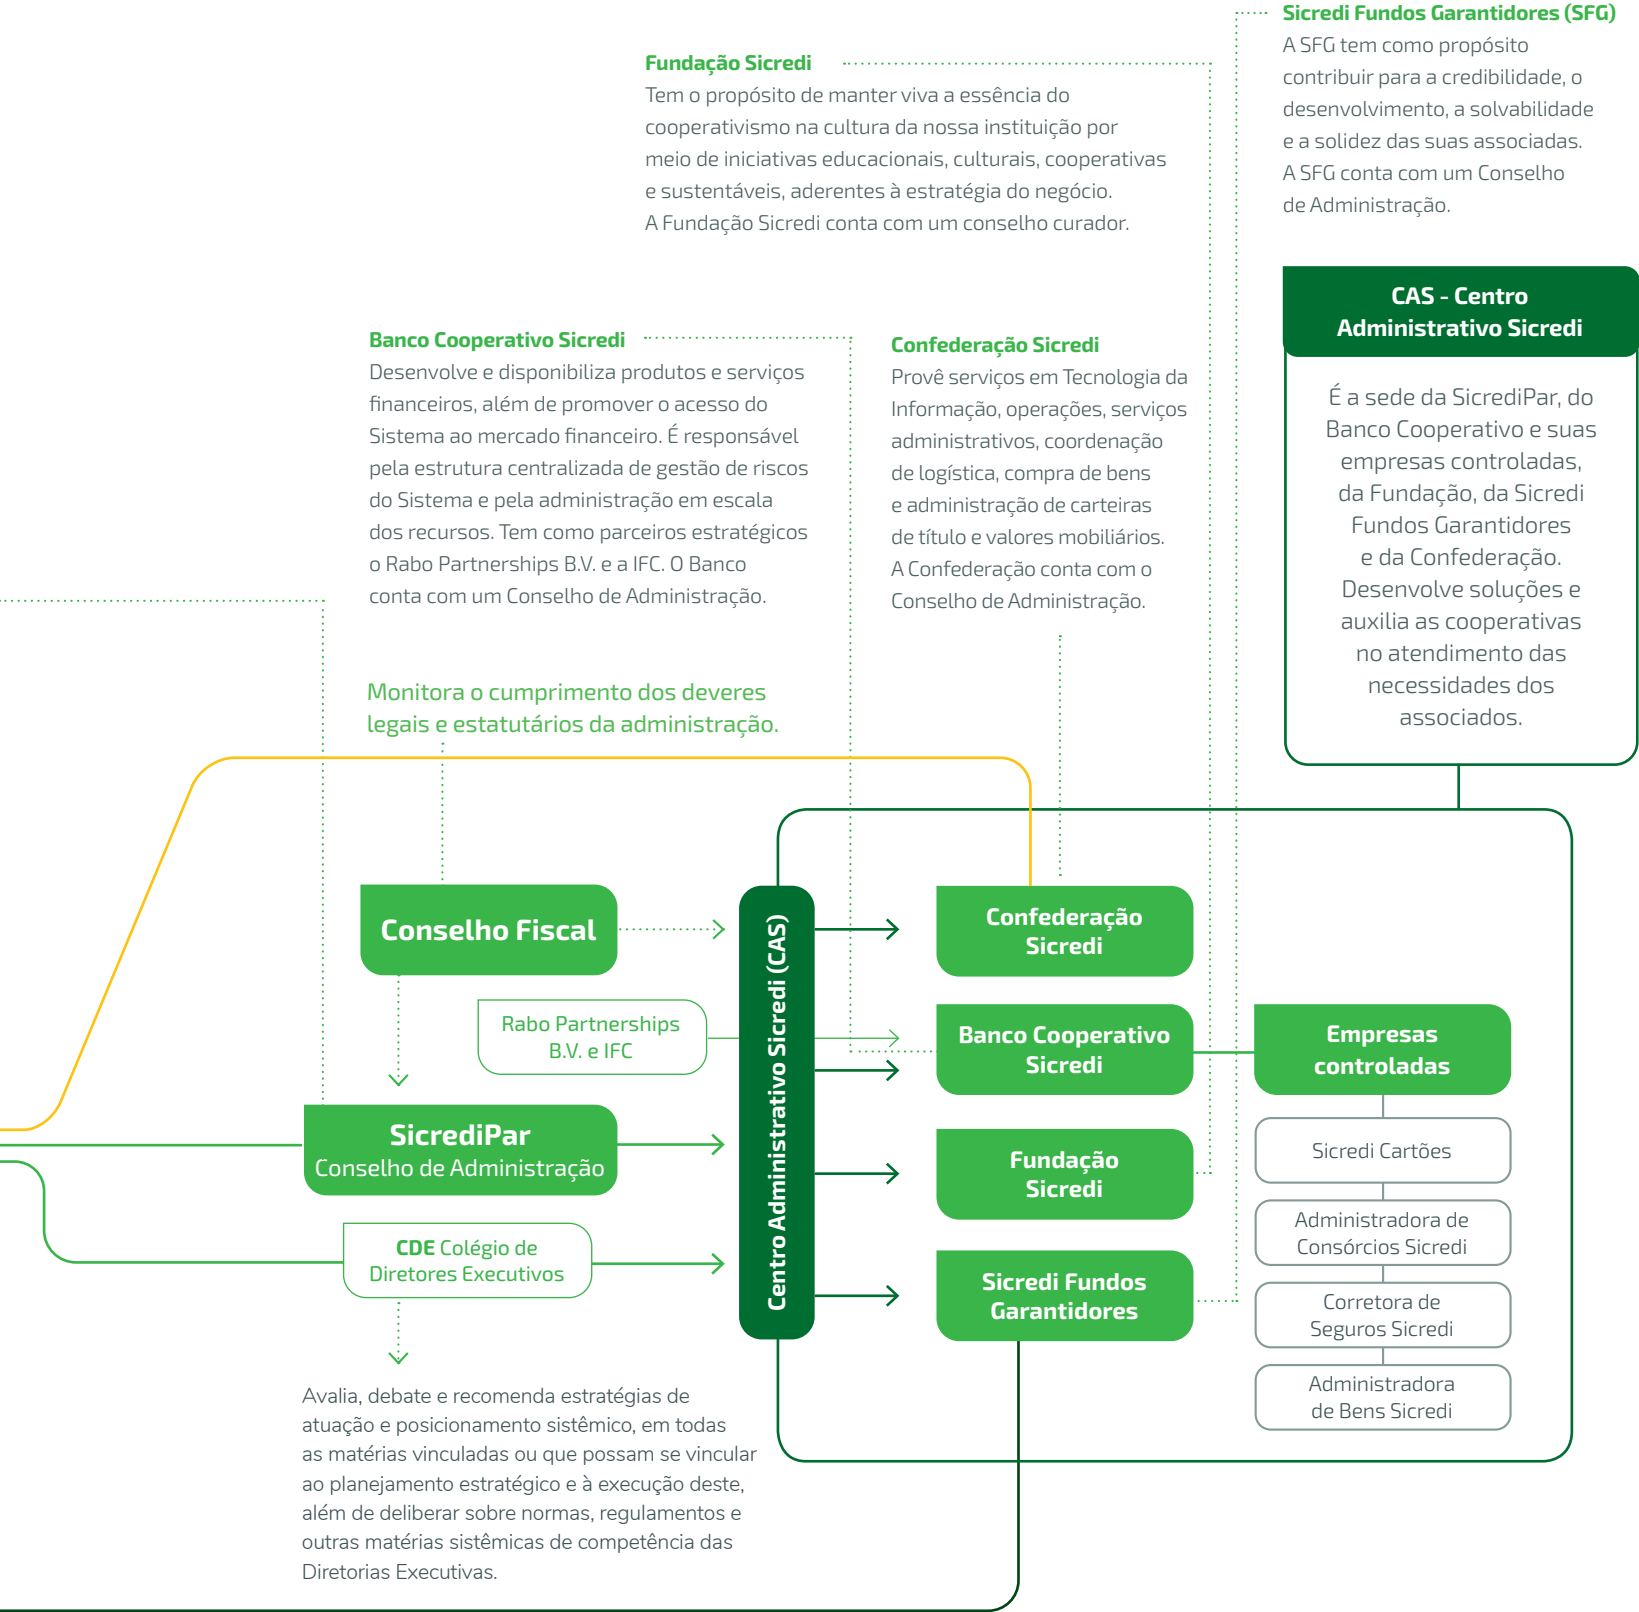 Sicredi Fundos Garantidores (SFG)
A SFG tem como propósito
contribuir para a credibilidade, o
desenvolvimento, a solvabilidade
e a solidez das suas associadas.
A SFG conta com um Conselho
de Administração.
Fundação Sicredi
Tem o propósito de manter viva a essência do
cooperativismo na cultura da nossa instituição por
meio de iniciativas educacionais, culturais, cooperativas
e sustentáveis, aderentes à estratégia do negócio.
A Fundação Sicredi conta com um conselho curador.
CAS - Centro
Administrativo Sicredi
É a sede da SicrediPar, do
Banco Cooperativo e suas
empresas controladas,
da Fundação, da Sicredi
Fundos Garantidores
e da Confederação.
Desenvolve soluções e
auxilia as cooperativas
no atendimento das
necessidades dos
associados.
Banco Cooperativo Sicredi
Desenvolve e disponibiliza produtos e serviços
financeiros, além de promover o acesso do
Sistema ao mercado financeiro. É responsável
pela estrutura centralizada de gestão de riscos
do Sistema e pela administração em escala
dos recursos. Tem como parceiros estratégicos
o Rabo Partnerships B.V. e a IFC. O Banco
conta com um Conselho de Administração.
Confederação Sicredi
Provê serviços em Tecnologia da
Informação, operações, serviços
administrativos, coordenação
de logística, compra de bens
e administração de carteiras
de título e valores mobiliários.
A Confederação conta com o
Conselho de Administração.
Monitora o cumprimento dos deveres
legais e estatutários da administração.
Conselho Fiscal
Rabo Partnerships
B.V. e IFC
SicrediPar
Conselho de Administração
CDE Colégio de
Diretores Executivos
Avalia, debate e recomenda estratégias de
atuação e posicionamento sistêmico, em todas
as matérias vinculadas ou que possam se vincular
ao planejamento estratégico e à execução deste,
além de deliberar sobre normas, regulamentos e
outras matérias sistêmicas de competência das
Diretorias Executivas.
Centro Administrativo Sicredi (CAS)
Confederação
Sicredi
Banco Cooperativo
Sicredi
Fundação
Sicredi
Sicredi Fundos
Garantidores
Empresas
controladas
Sicredi Cartões
Administradora de
Consórcios Sicredi
Corretora de
Seguros Sicredi
Administradora
de Bens Sicredi